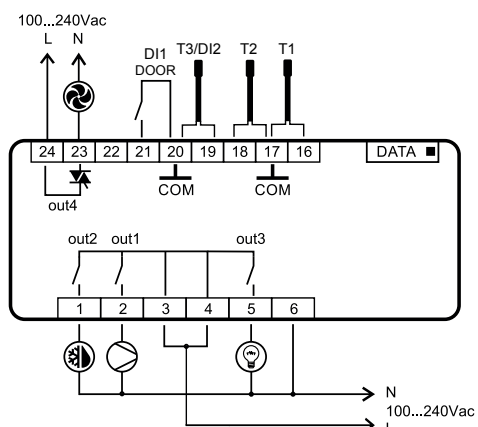 100...240Vac
L N
DI1
DOOR
T3/DI2 T2 T1
24 23 22 21 20 19 18 17 16 DATA
COM COM
out4
out2 out1 out3
1 2 3 4 5 6
N
100...240Vac
L